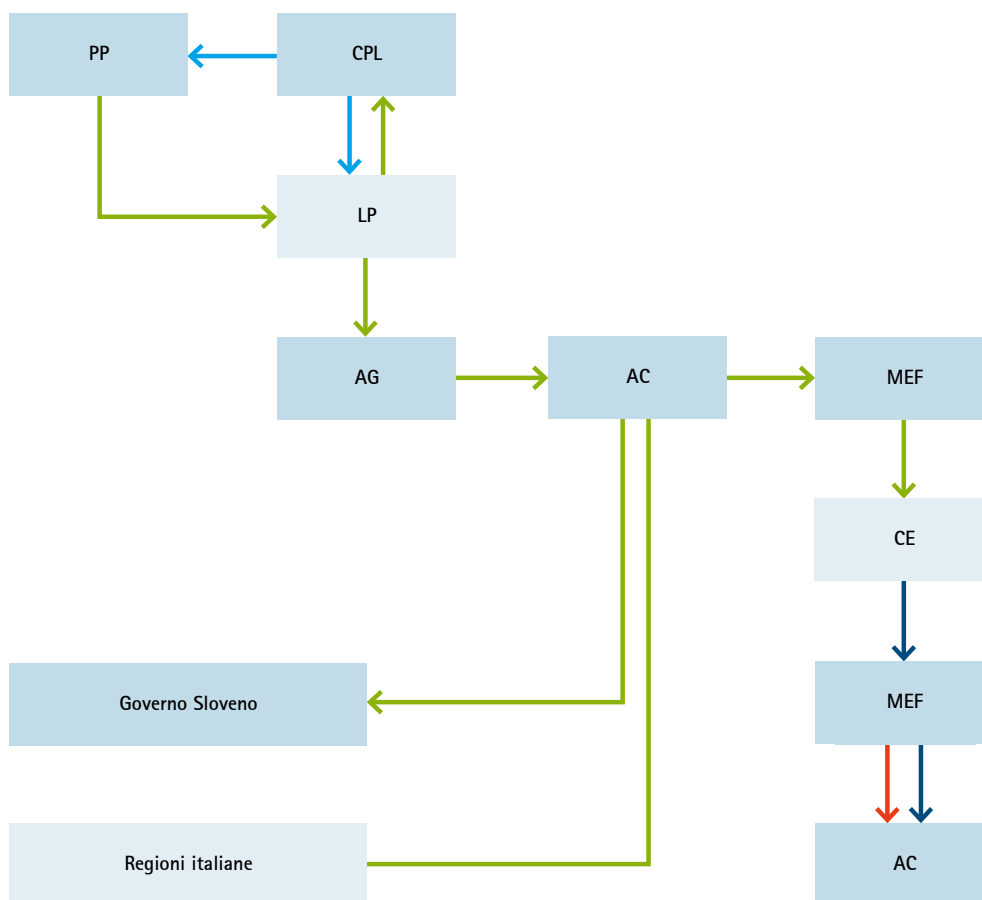 PP
CPL
LP
AG
AC
MEF
CE
Governo Sloveno
MEF
Regioni italiane
AC